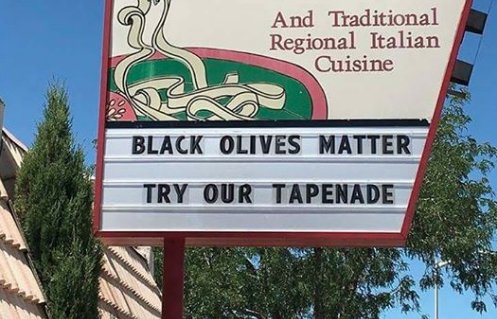 And Traditional
Regional Italian
Cuisine
BLACK OLIVES MATTER
TRY OUR TAPENADE